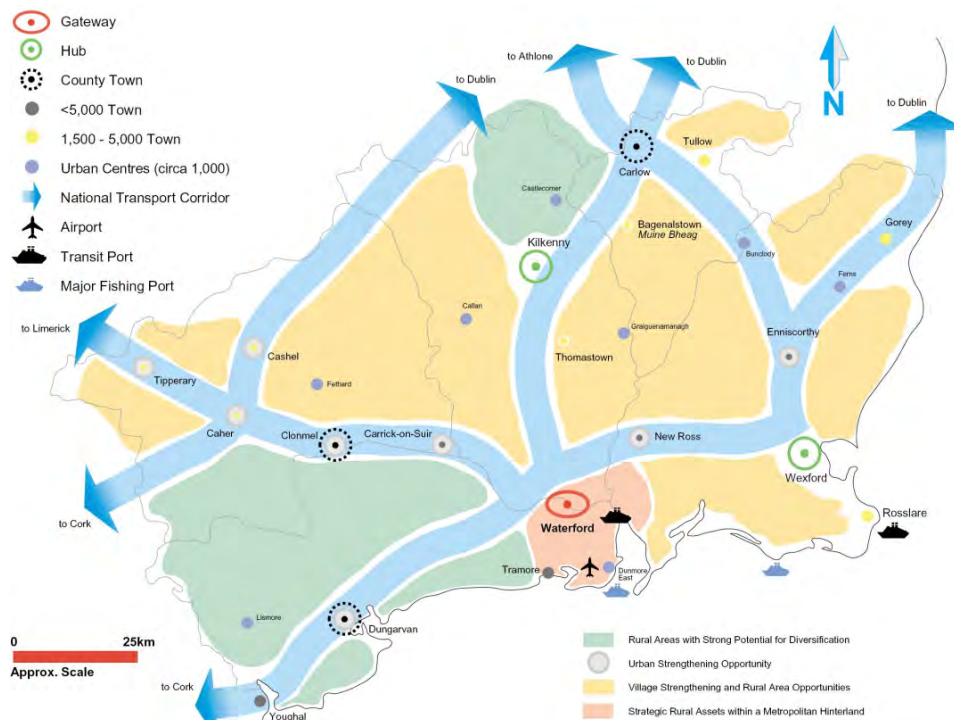 Gateway
Hub
County Town
<5,000 Town
1,500 - 5,000 Town
Urban Centres (circa 1,000)
National Transport Corridor
Airport
Transit Port
Major Fishing Port
to Athlone
to Dublin
to Dublin
N
to Dublin
Tullow
Carlow
Castlecomer
Bagenalstown
Muine Bheag
Gorey
Kilkenny
Bunclody
Ferns
Callan
Graiguenamanagh
Enniscorthy
to Limerick
Cashel
Thomastown
Tipperary
Fethard
Caher
Clonmel
Carrick-on-Suir
New Ross
Wexford
to Cork
Waterford
Rosslare
Tramore
Dunmore
East
Lismore
Dungarvan
0 25km
Approx. Scale
to Cork
Youghal
Rural Areas with Strong Potential for Diversification
Urban Strengthening Opportunity
Village Strengthening and Rural Area Opportunities
Strategic Rural Assets within a Metropolitan Hinterland